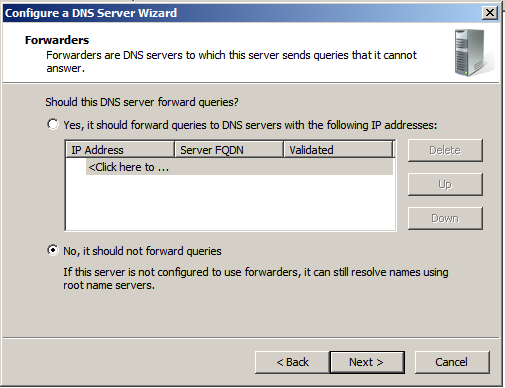 Configure a DNS Server Wizard
Forwarders
Forwarders are DNS servers to which this server sends queries that it cannot
answer.
Should this DNS server forward queries?
Yes, it should forward queries to DNS servers with the following IP addresses:
IP Address Server FQDN Validated
<Click here to ...
Delete
Up
Down
No, it should not forward queries
If this server is not configured to use forwarders, it can still resolve names using
root name servers.
< Back Next > Cancel